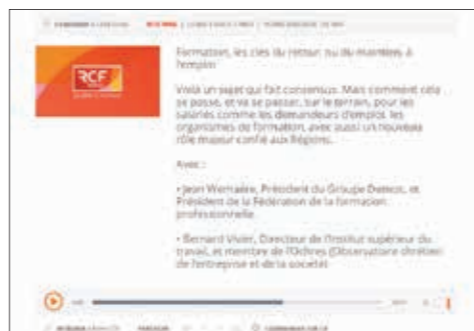 RCF
Formation, les clés du retour ou du maintien à
l'emploi
Voilà un sujet qui fait consensus. Mais comment cela
se passe, et va se passer, sur le terrain, pour les
salariés comme les demandeurs d'emploi, les
organismes de formation, avec aussi un nouveau
rôle majeur confié aux Régions.
Avec :
• Jean Wemaëre, Président du Groupe Demos, et
Président de la Fédération de la formation
professionnelle
• Bernard Vivier, Directeur de l'Institut supérieur du
travail, et membre de l'Ochres (Observatoire chrétien
de l'entreprise et de la société)